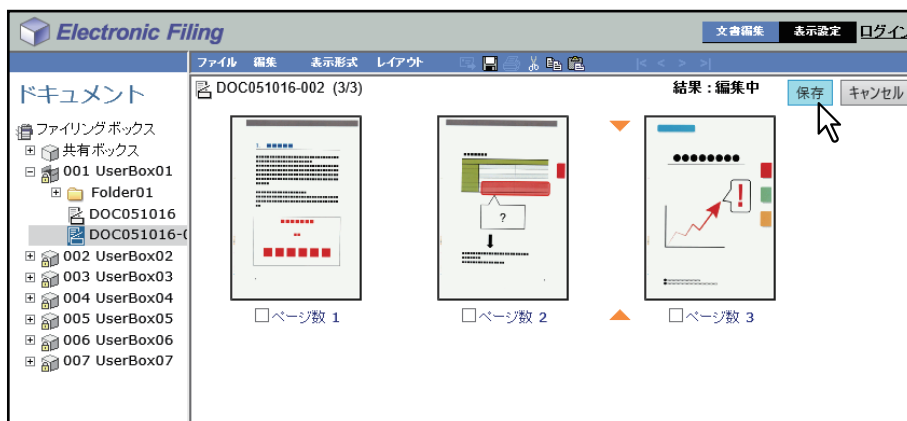 Electronic Filing
文書編集 表示設定 ログイン
ファイル 編集 表示形式 レイアウト |< < > >|
ドキュメント
DOC051016-002 (3/3) 結果：編集中 保存 キャンセル
ファイリングボックス
共有ボックス
001 UserBox01
Folder01
DOC051016
DOC051016-(
002 UserBox02
003 UserBox03
004 UserBox04
005 UserBox05
006 UserBox06
007 UserBox07
?
!
ページ数 1 ページ数 2 ページ数 3